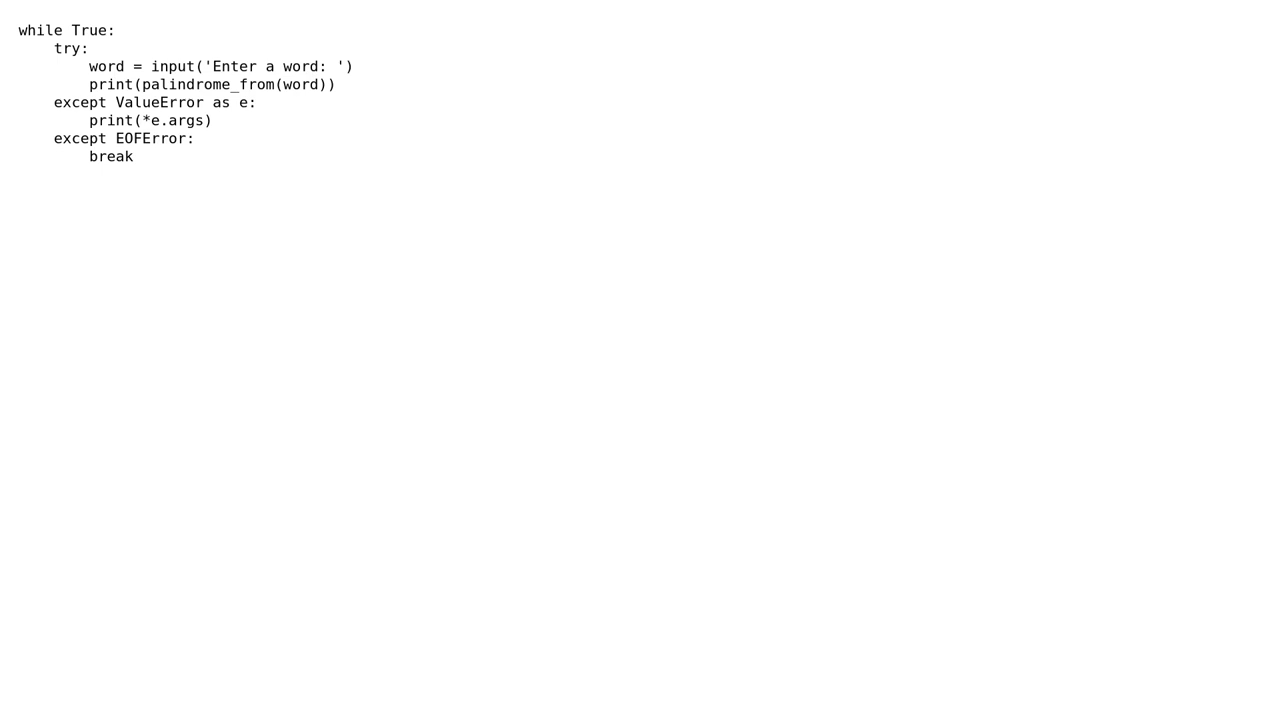 while True:
    try:
        word = input('Enter a word: ')
        print(palindrome_from(word))
    except ValueError as e:
        print(*e.args)
    except EOFError:
        break